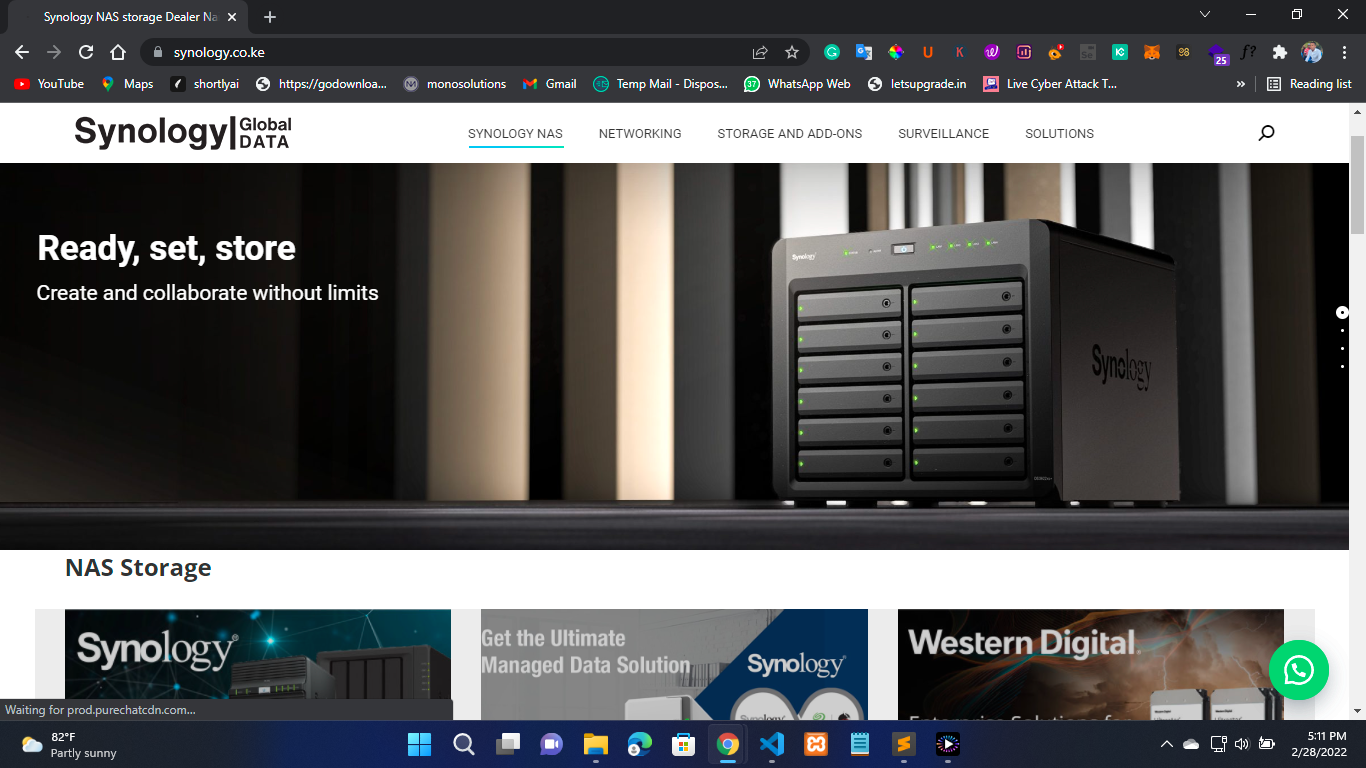 Synology NAS storage Dealer Na
synology.co.ke
25
YouTube
Maps
shortlyai
https://godownloa...
monosolutions
Gmail
Temp Mail - Dispos...
37
WhatsApp Web
letsupgrade.in
Live Cyber Attack T...
»
Reading list
Synology| Global DATA
SYNOLOGY NAS
NETWORKING
STORAGE AND ADD-ONS
SURVEILLANCE
SOLUTIONS
Ready, set, store
Create and collaborate without limits
Synology
Synology
NAS Storage
Synology®
Get the Ultimate
Managed Data Solution
Synology®
Western Digital.
Waiting for prod.purechatcdn.com...
82°F
Partly sunny
5:11 PM
2/28/2022